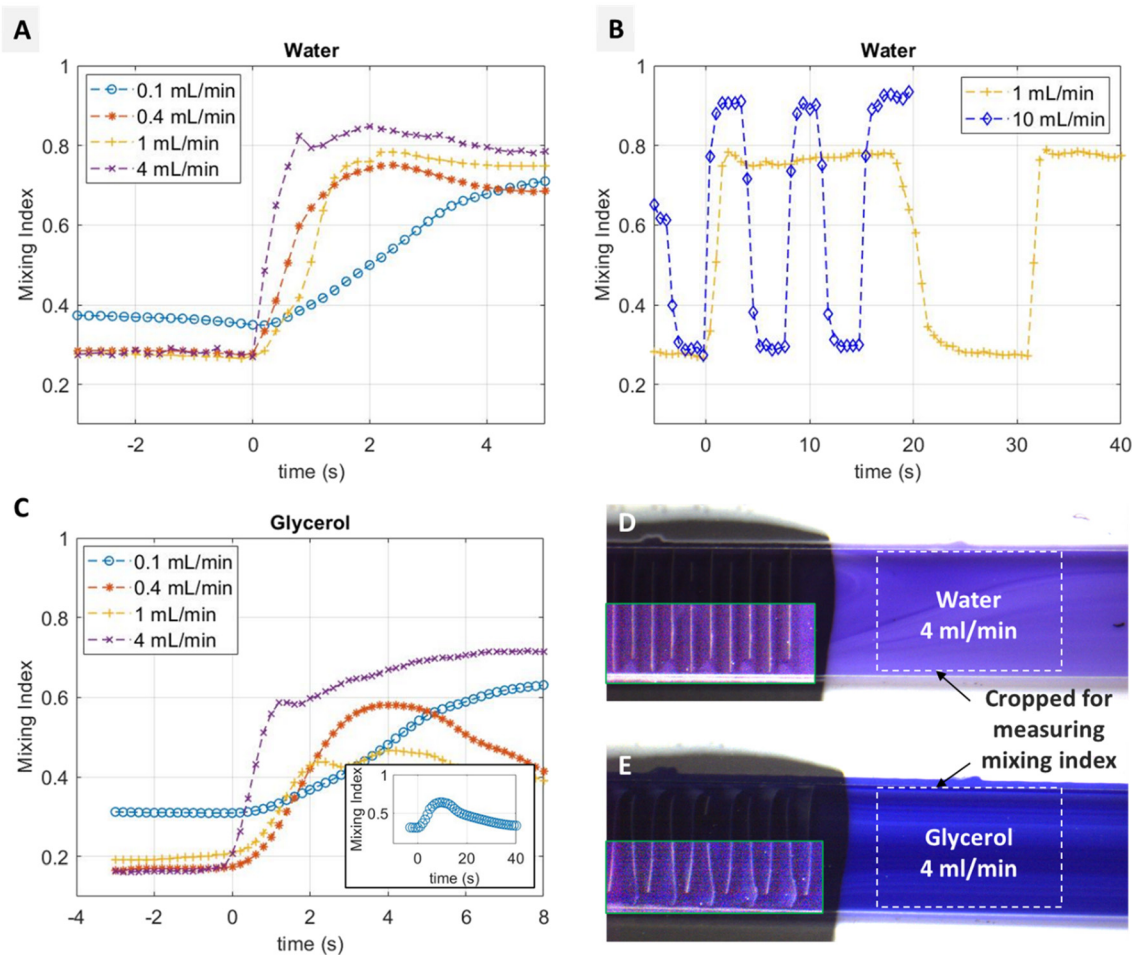 A
Water
Mixing Index
1
0.8
0.6
0.4
0.2
0.1 mL/min
0.4 mL/min
1 mL/min
4 mL/min
-2
0
2
4
time (s)
B
Water
Mixing Index
1
0.8
0.6
0.4
0.2
1 mL/min
10 mL/min
0
10
20
30
40
time (s)
C
Glycerol
Mixing Index
1
0.8
0.6
0.4
0.2
0.1 mL/min
0.4 mL/min
1 mL/min
4 mL/min
Mixing Index
1
0.5
0
20
40
time (s)
-4
-2
0
2
4
6
8
time (s)
D
Water
4 ml/min
Cropped for
measuring
mixing index
E
Glycerol
4 ml/min